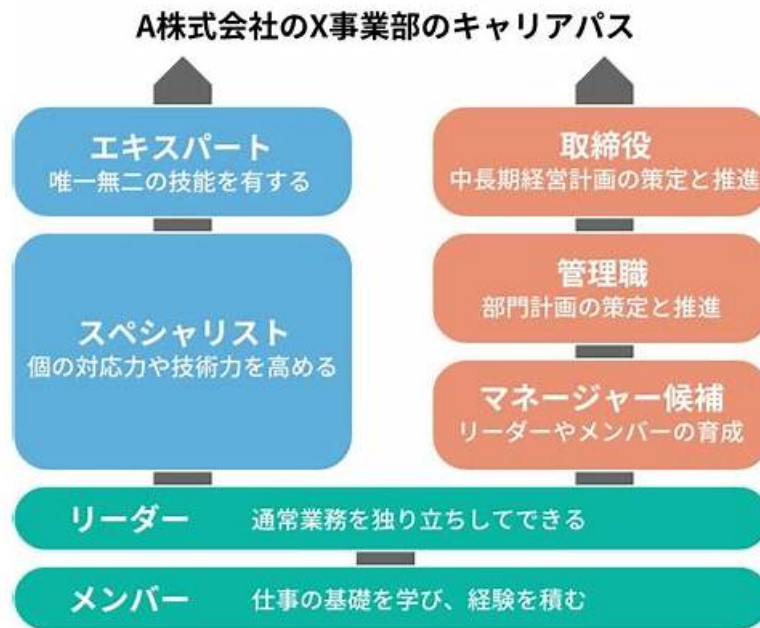 A株式会社のX事業部のキャリアパス
エキスパート
唯一無二の技能を有する
スペシャリスト
個の対応力や技術力を高める
取締役
中長期経営計画の策定と推進
管理職
部門計画の策定と推進
マネージャー候補
リーダーやメンバーの育成
リーダー 通常業務を独り立ちしてできる
メンバー 仕事の基礎を学び、経験を積む